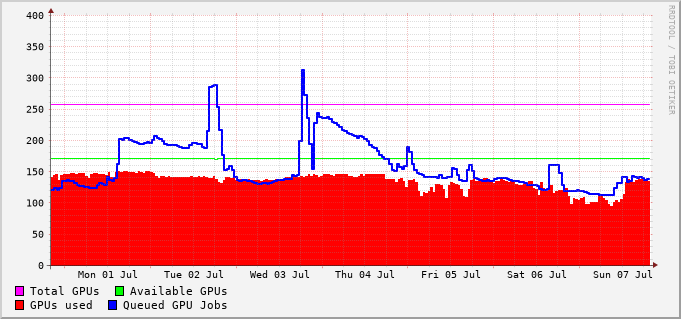 400
350
300
250
200
150
100
50
0
Mon 01 Jul Tue 02 Jul Wed 03 Jul Thu 04 Jul Fri 05 Jul Sat 06 Jul Sun 07 Jul
Total GPUs Available GPUs
GPUs used Queued GPU Jobs
RRDTOOL / TOBI OETIKER